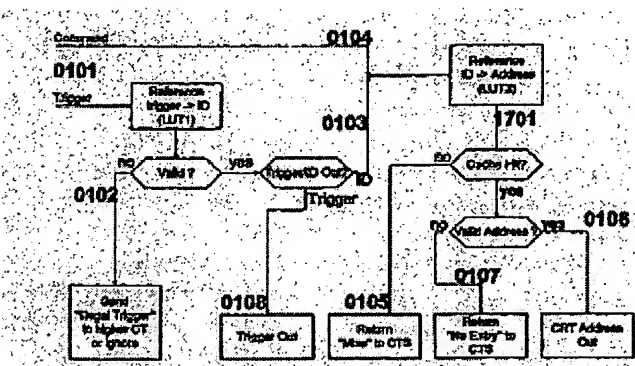 Command
0104
0101
Trigger
Reference
trigger -> ID
(LUT1)
Reference
ID -> Address
(LUT2)
0103
1701
no
Valid ?
yes
Trigger/ID Out?
ID
no
Cache Hit?
0102
Trigger
yes
no
Valid Address ?
yes
0106
0107
Send
"Illegal Trigger"
to higher CT
or ignore
0108
Trigger Out
0105
Return
"Miss" to CTS
Return
"No Entry" to
CTS
CRT Address
Out